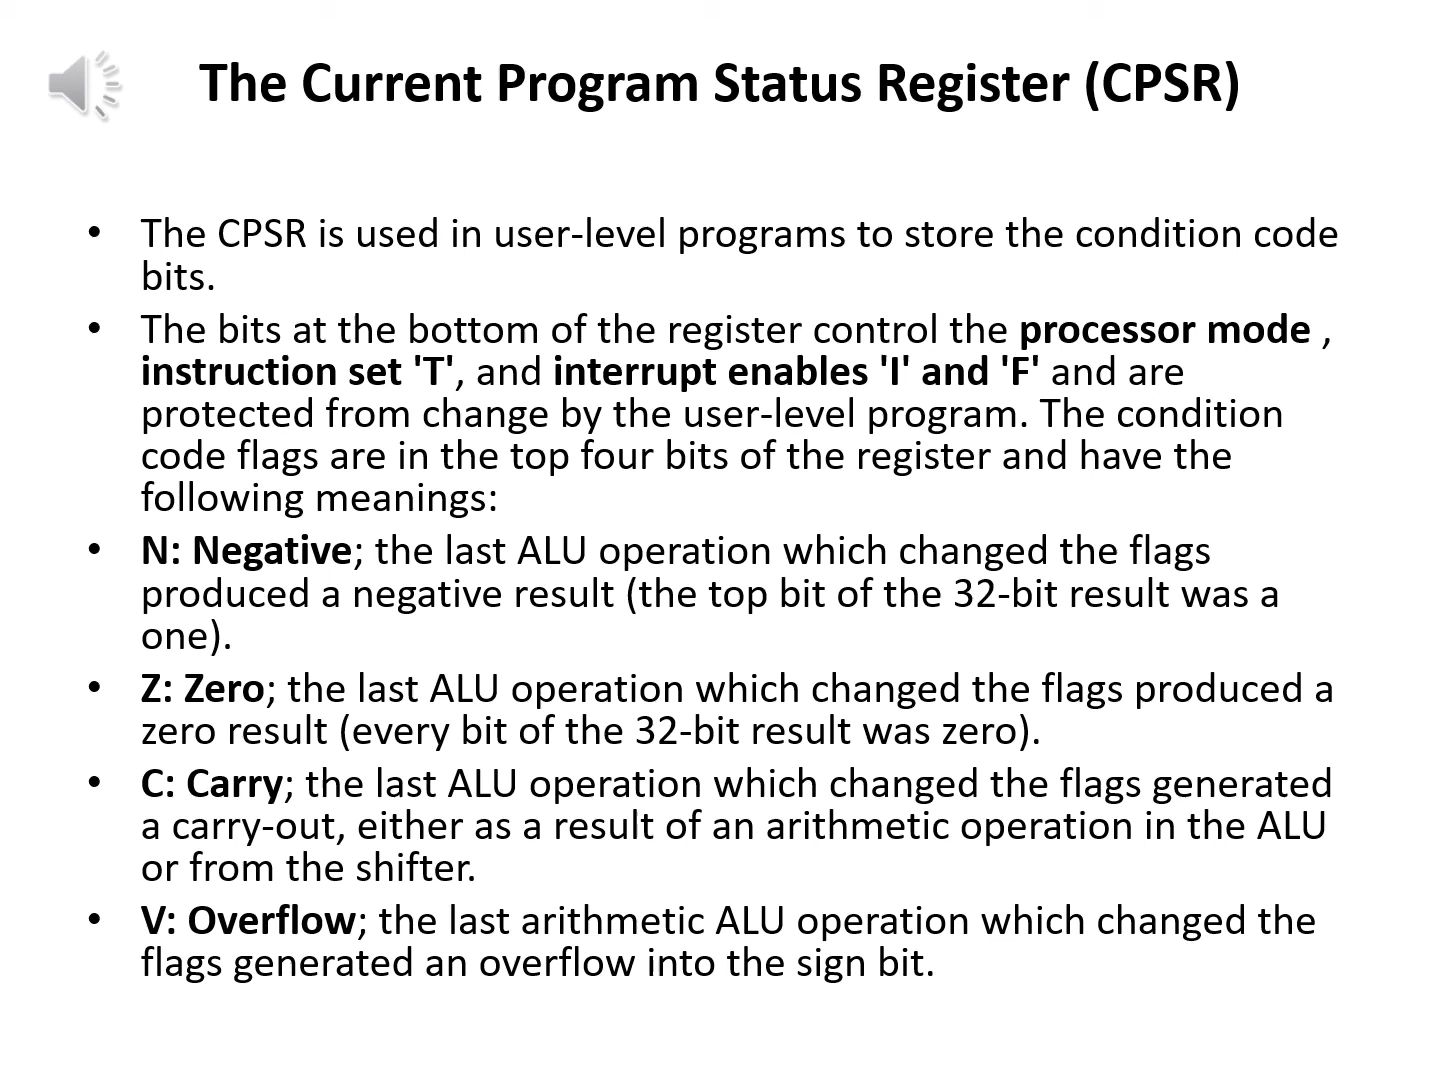 The Current Program Status Register (CPSR)
• The CPSR is used in user-level programs to store the condition code
bits.
• The bits at the bottom of the register control the processor mode ,
instruction set 'T', and interrupt enables 'I' and 'F' and are
protected from change by the user-level program. The condition
code flags are in the top four bits of the register and have the
following meanings:
• N: Negative; the last ALU operation which changed the flags
produced a negative result (the top bit of the 32-bit result was a
one).
• Z: Zero; the last ALU operation which changed the flags produced a
zero result (every bit of the 32-bit result was zero).
• C: Carry; the last ALU operation which changed the flags generated
a carry-out, either as a result of an arithmetic operation in the ALU
or from the shifter.
• V: Overflow; the last arithmetic ALU operation which changed the
flags generated an overflow into the sign bit.